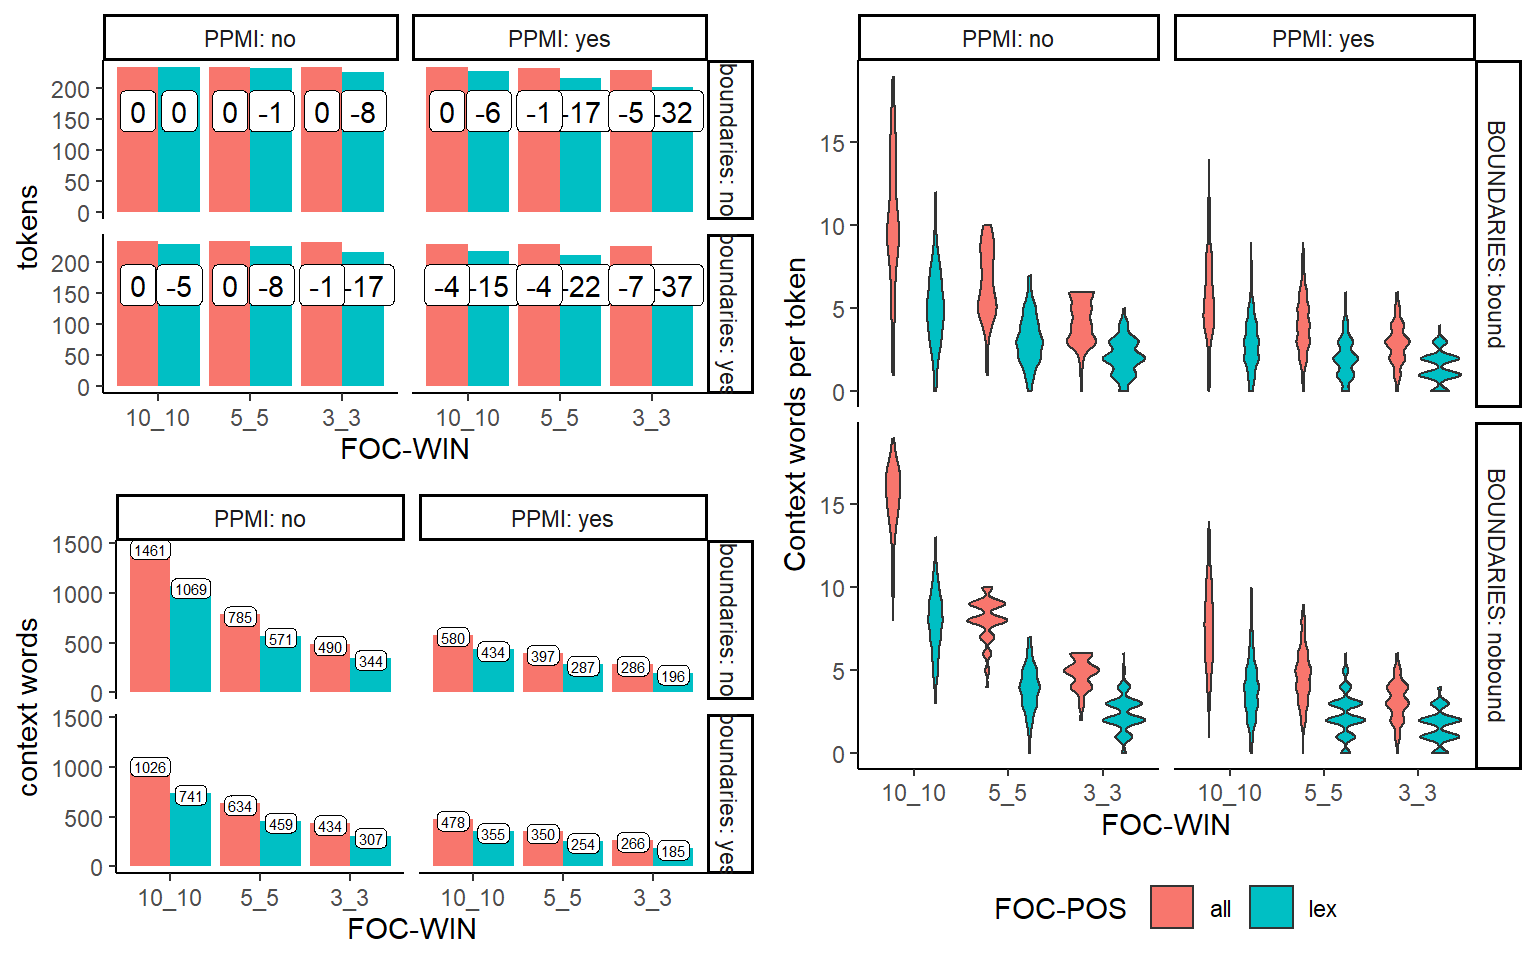 PPMI: no PPMI: yes
tokens
200
150
100
50
0
0 0 0 -1 0 -8
0 -6 -1 -17 -5 -32
boundaries: no
200
150
100
50
0
0 -5 0 -8 -1 -17
-4 -15 -4 -22 -7 -37
boundaries: yes
10_10 5_5 3_3 10_10 5_5 3_3
FOC-WIN
PPMI: no PPMI: yes
context words
1500
1000
500
0
1461 1069 785 571 490 344
580 434 397 287 286 196
boundaries: no
1500
1000
500
0
1026 741 634 459 434 307
478 355 350 254 266 185
boundaries: yes
10_10 5_5 3_3 10_10 5_5 3_3
FOC-WIN
PPMI: no PPMI: yes
Context words per token
15
10
5
0
BOUNDARIES: bound
15
10
5
0
BOUNDARIES: nobound
10_10 5_5 3_3 10_10 5_5 3_3
FOC-WIN
FOC-POS all lex